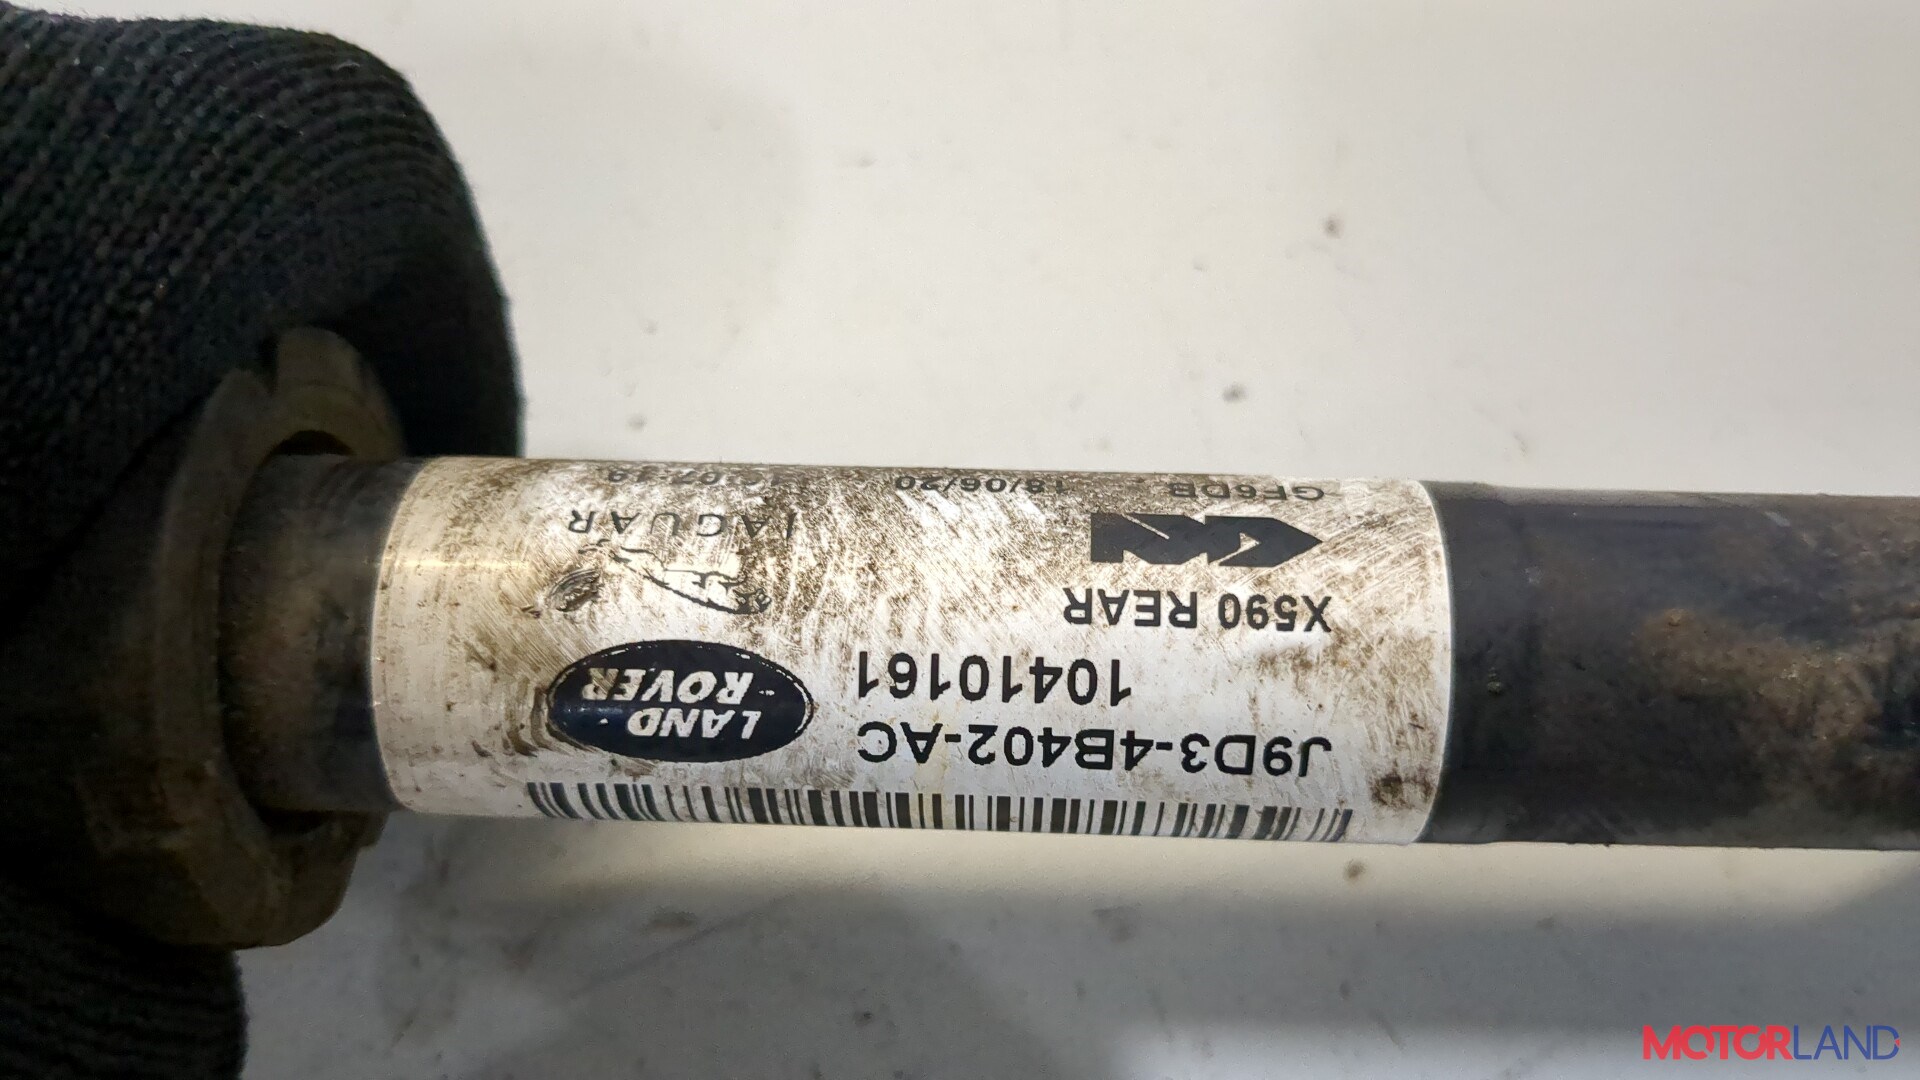 J9D3-4B402-AC
10410161
LAND
ROVER
X590 REAR
JAGUAR
GF6DB
18/06/20
MOTORLAND